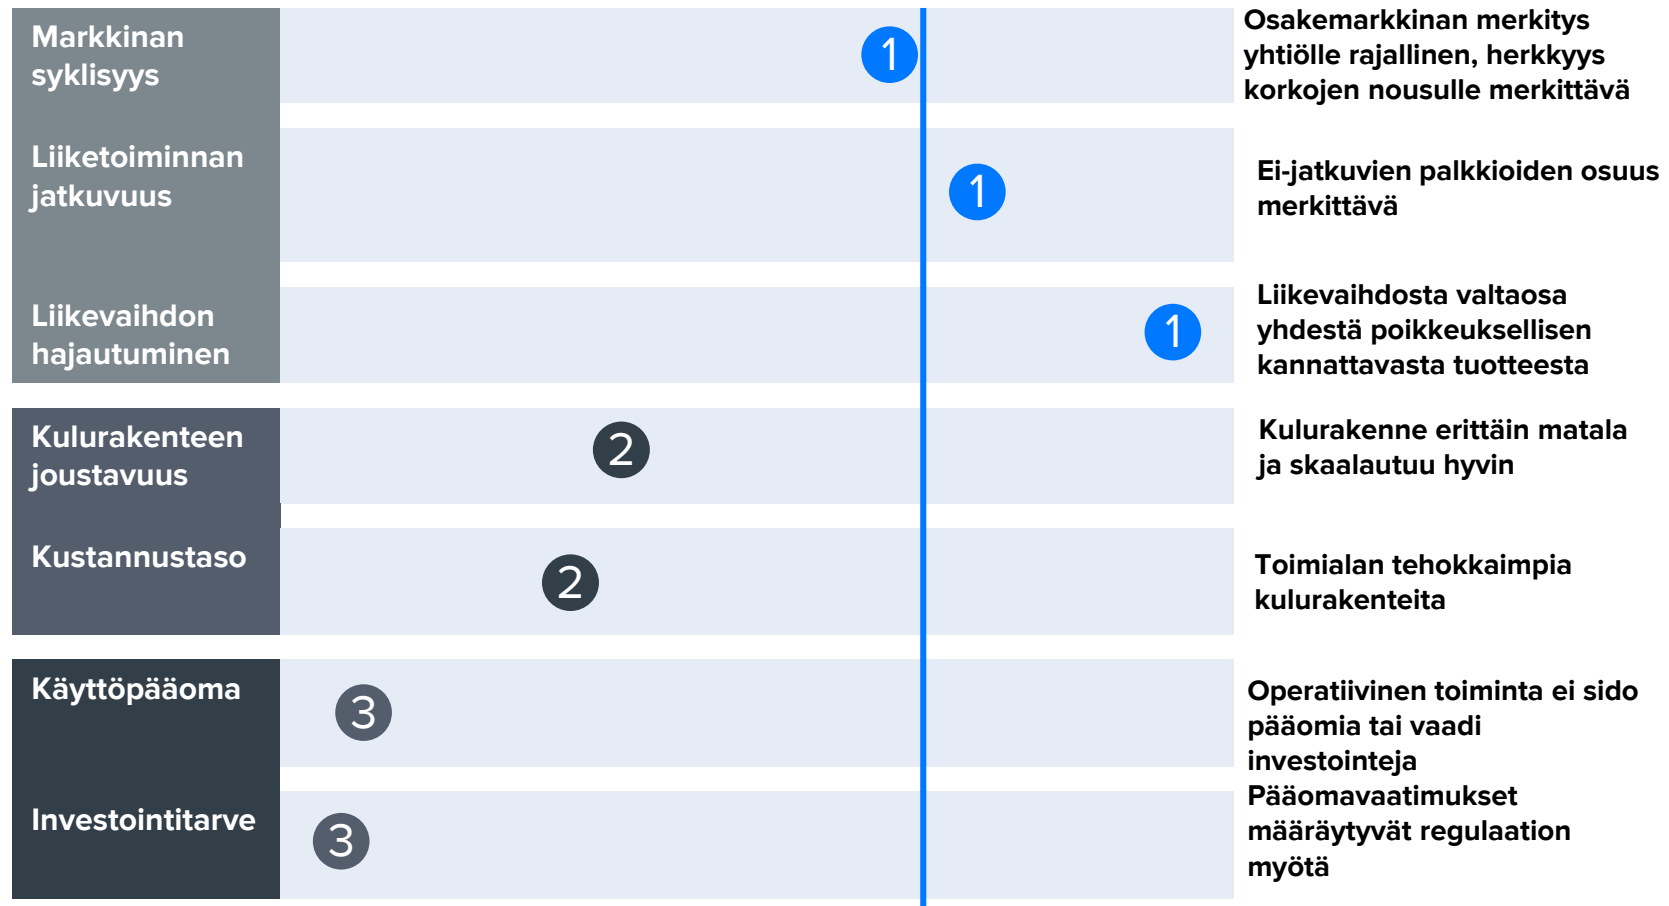 Markkinan
syklisyys
1
Osakemarkkinan merkitys
yhtiölle rajallinen, herkkyys
korkojen nousulle merkittävä
Liiketoiminnan
jatkuvuus
1
Ei-jatkuvien palkkioiden osuus
merkittävä
Liikevaihdon
hajautuminen
1
Liikevaihdosta valtaosa
yhdestä poikkeuksellisen
kannattavasta tuotteesta
Kulurakenteen
joustavuus
2
Kulurakenne erittäin matala
ja skaalautuu hyvin
Kustannustaso
2
Toimialan tehokkaimpia
kulurakenteita
Käyttöpääoma
3
Operatiivinen toiminta ei sido
pääomia tai vaadi
investointeja
Investointitarve
3
Pääomavaatimukset
määräytyvät regulaation
myötä